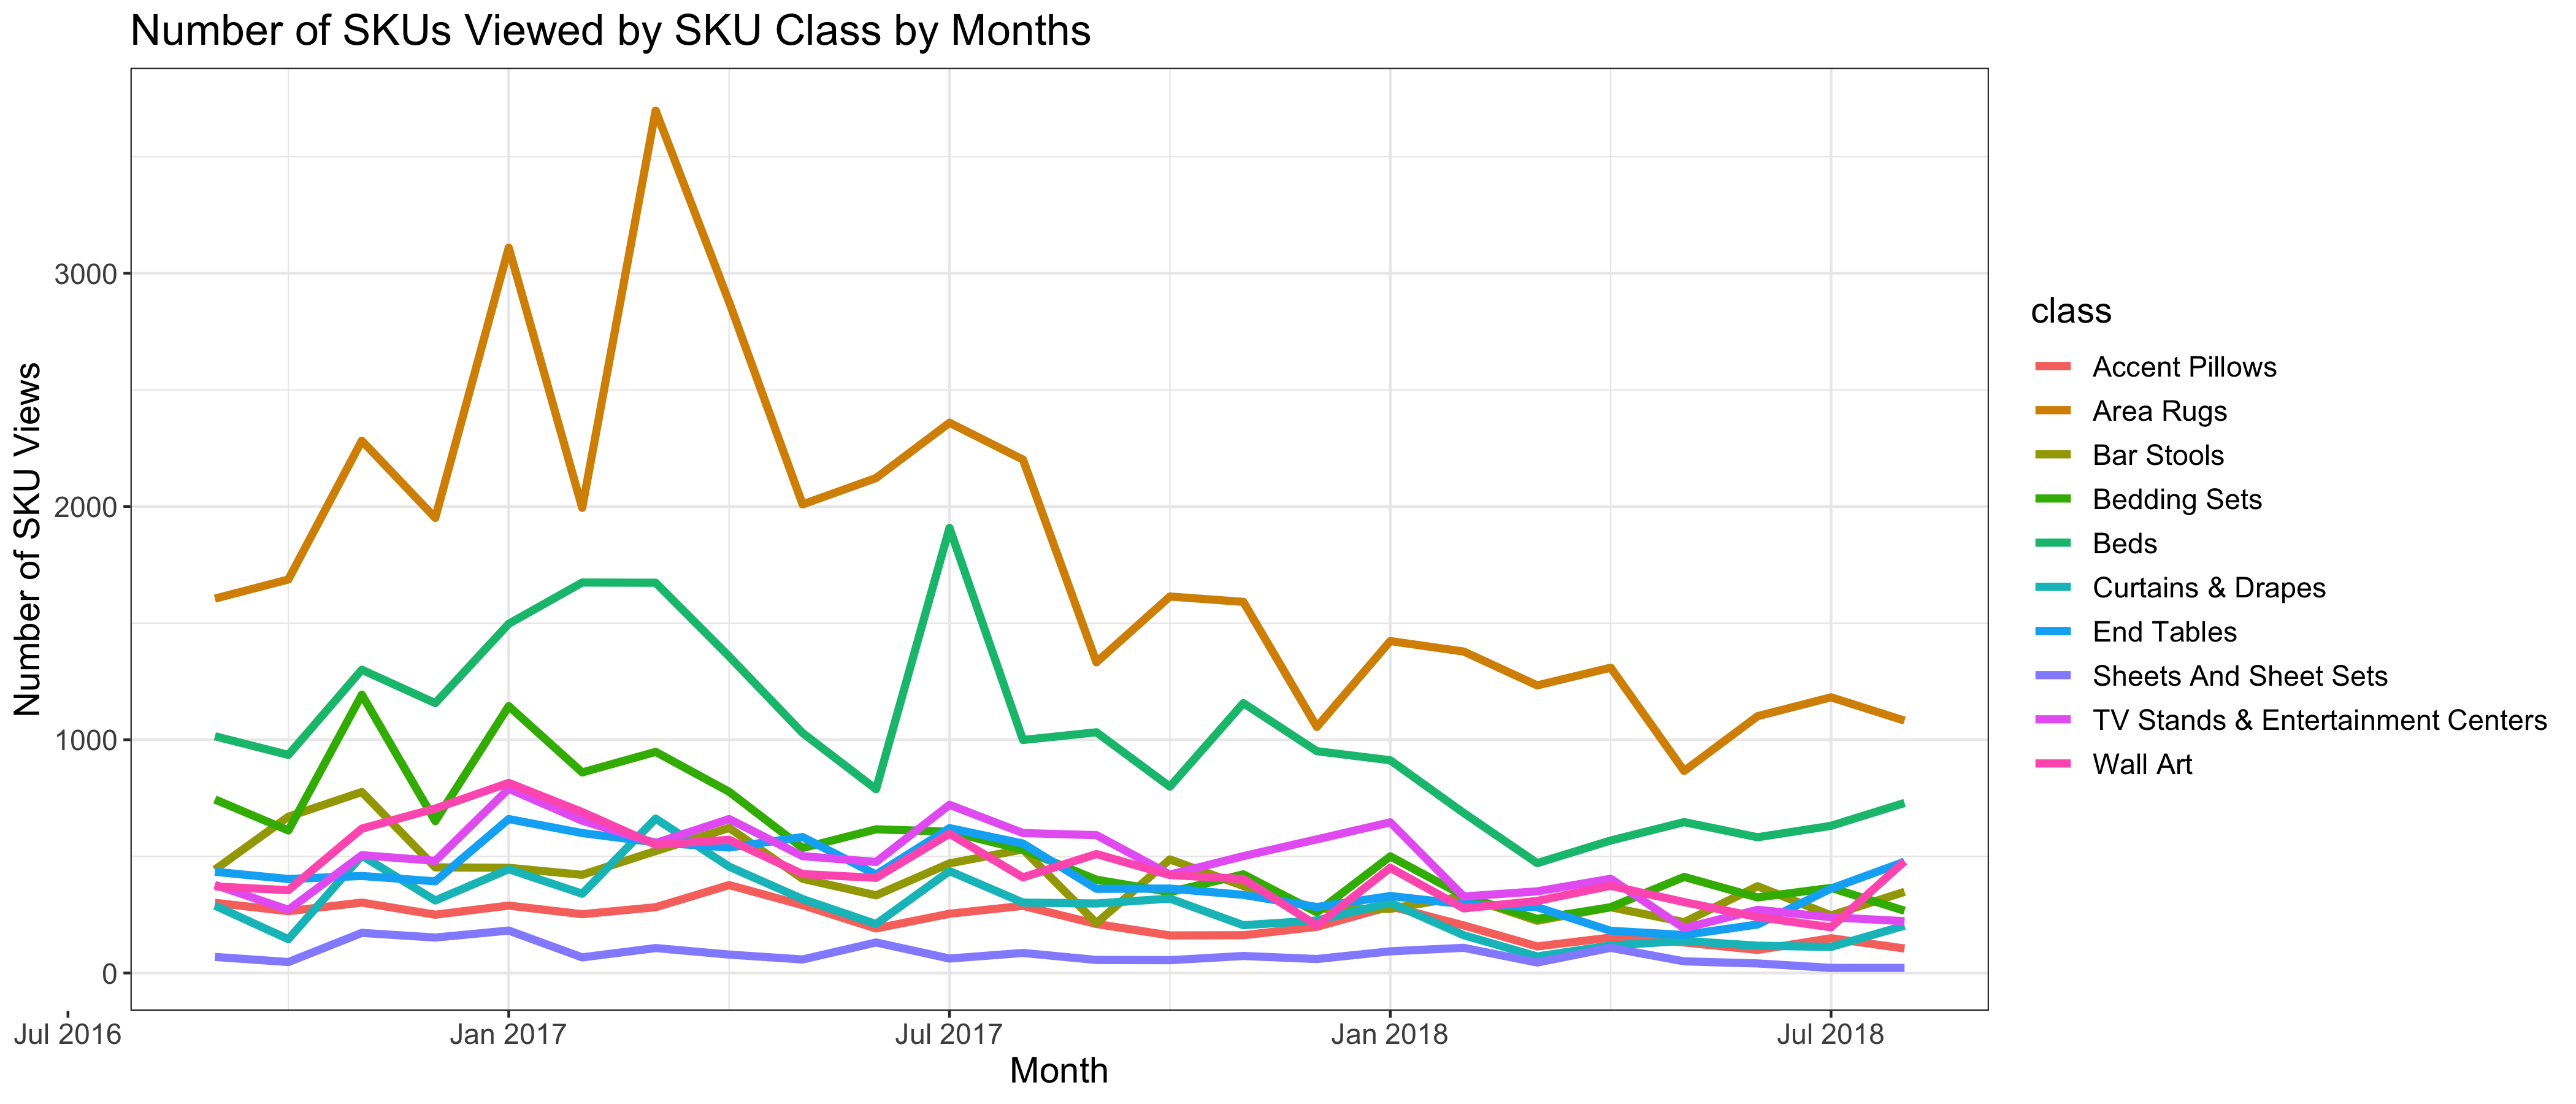 Number of SKUs Viewed by SKU Class by Months
Number of SKU Views
3000
2000
1000
0
Jul 2016
Jan 2017
Jul 2017
Jan 2018
Jul 2018
Month
class
Accent Pillows
Area Rugs
Bar Stools
Bedding Sets
Beds
Curtains & Drapes
End Tables
Sheets And Sheet Sets
TV Stands & Entertainment Centers
Wall Art